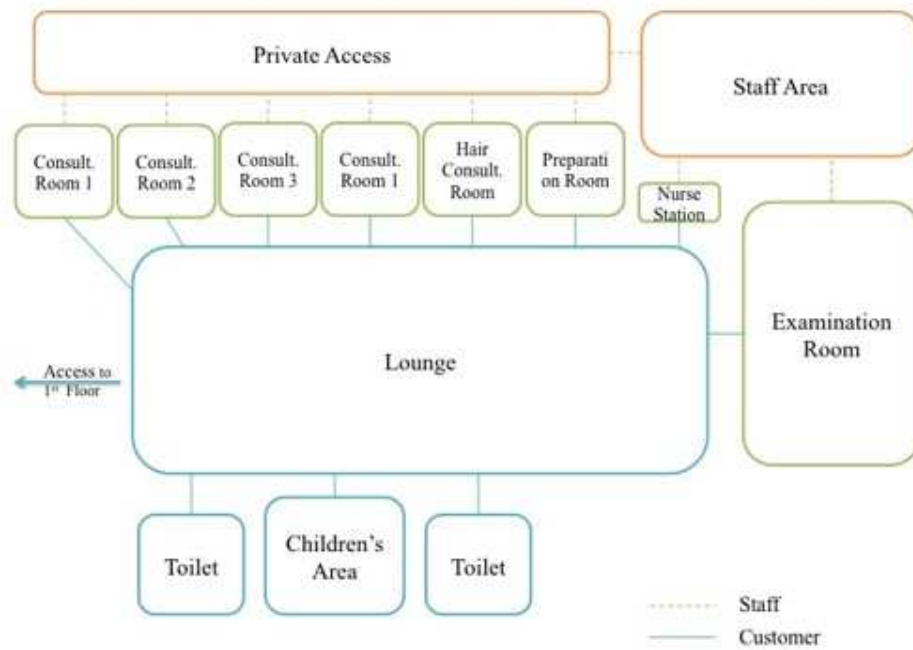 Private Access
Staff Area
Consult.
Room 1
Consult.
Room 2
Consult.
Room 3
Consult.
Room 1
Hair
Consult.
Room
Preparati
on Room
Nurse
Station
Lounge
Examination
Room
Access to
1st Floor
Toilet
Children's
Area
Toilet
Staff
Customer